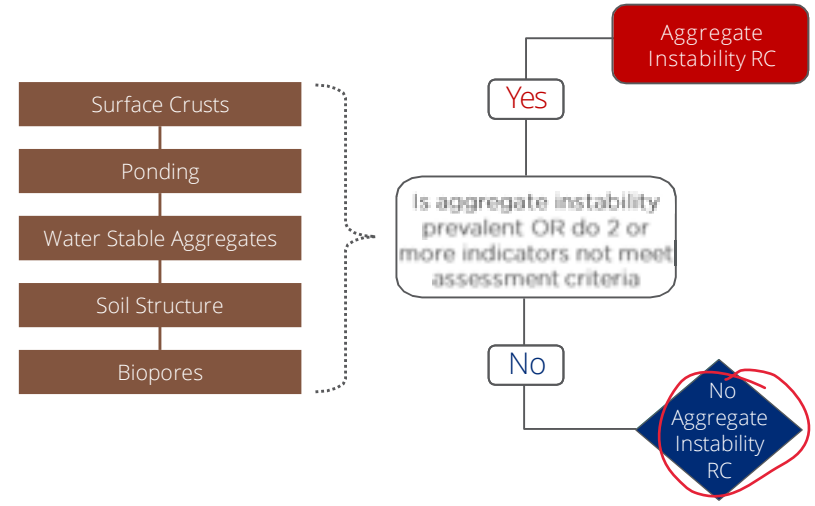 Surface Crusts
Ponding
Water Stable Aggregates
Soil Structure
Biopores
Is aggregate instability
prevalent OR do 2 or
more indicators not meet
assessment criteria
Yes
Aggregate
Instability RC
No
No
Aggregate
Instability
RC